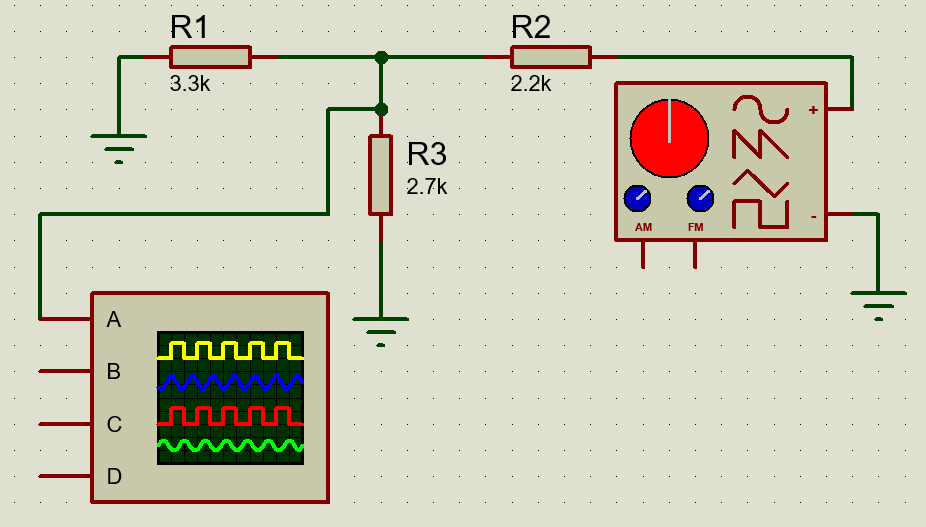 R1
3.3k
R2
2.2k
R3
2.7k
+
-
AM
FM
A
B
C
D